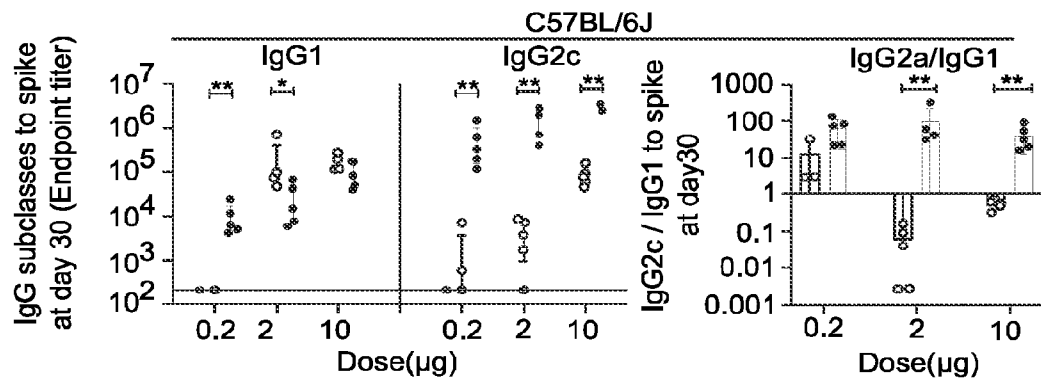 C57BL/6J
IgG1
IgG2c
IgG2a/IgG1
IgG subclasses to spike
at day 30 (Endpoint titer)
10⁷
10⁶
10⁵
10⁴
10³
10²
**
*
**
**
**
0.2
2
10
0.2
2
10
Dose(µg)
IgG2c / IgG1 to spike
at day30
1000
100
10
1
0.1
0.01
0.001
**
**
0.2
2
10
Dose(µg)